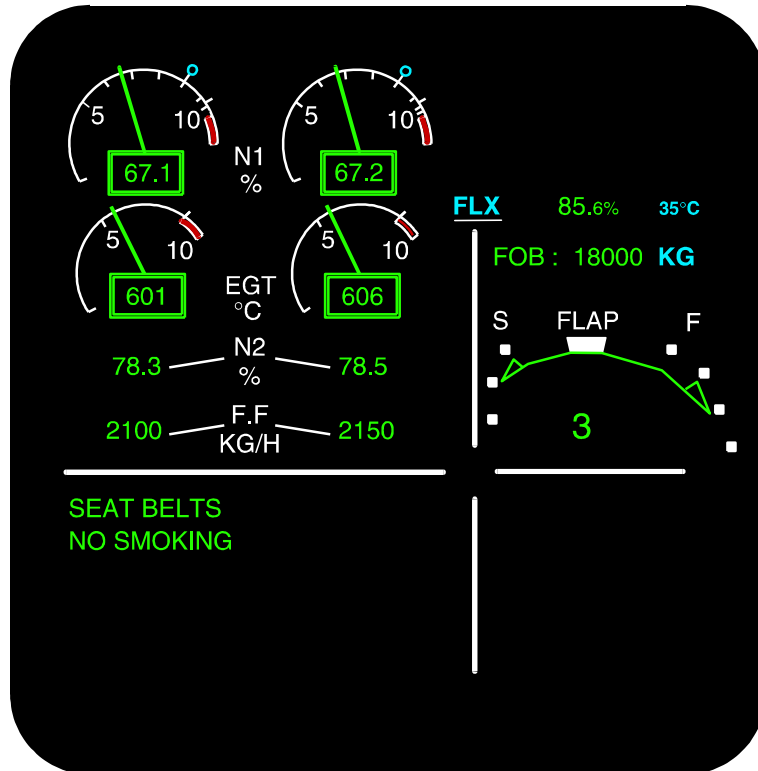 5 10 5 10
67.1 N1 67.2
%
FLX 85.6% 35°C
5 10 5 10
FOB : 18000 KG
601 EGT 606
°C
S FLAP F
78.3 N2 78.5
%
3
2100 F.F 2150
KG/H
SEAT BELTS
NO SMOKING